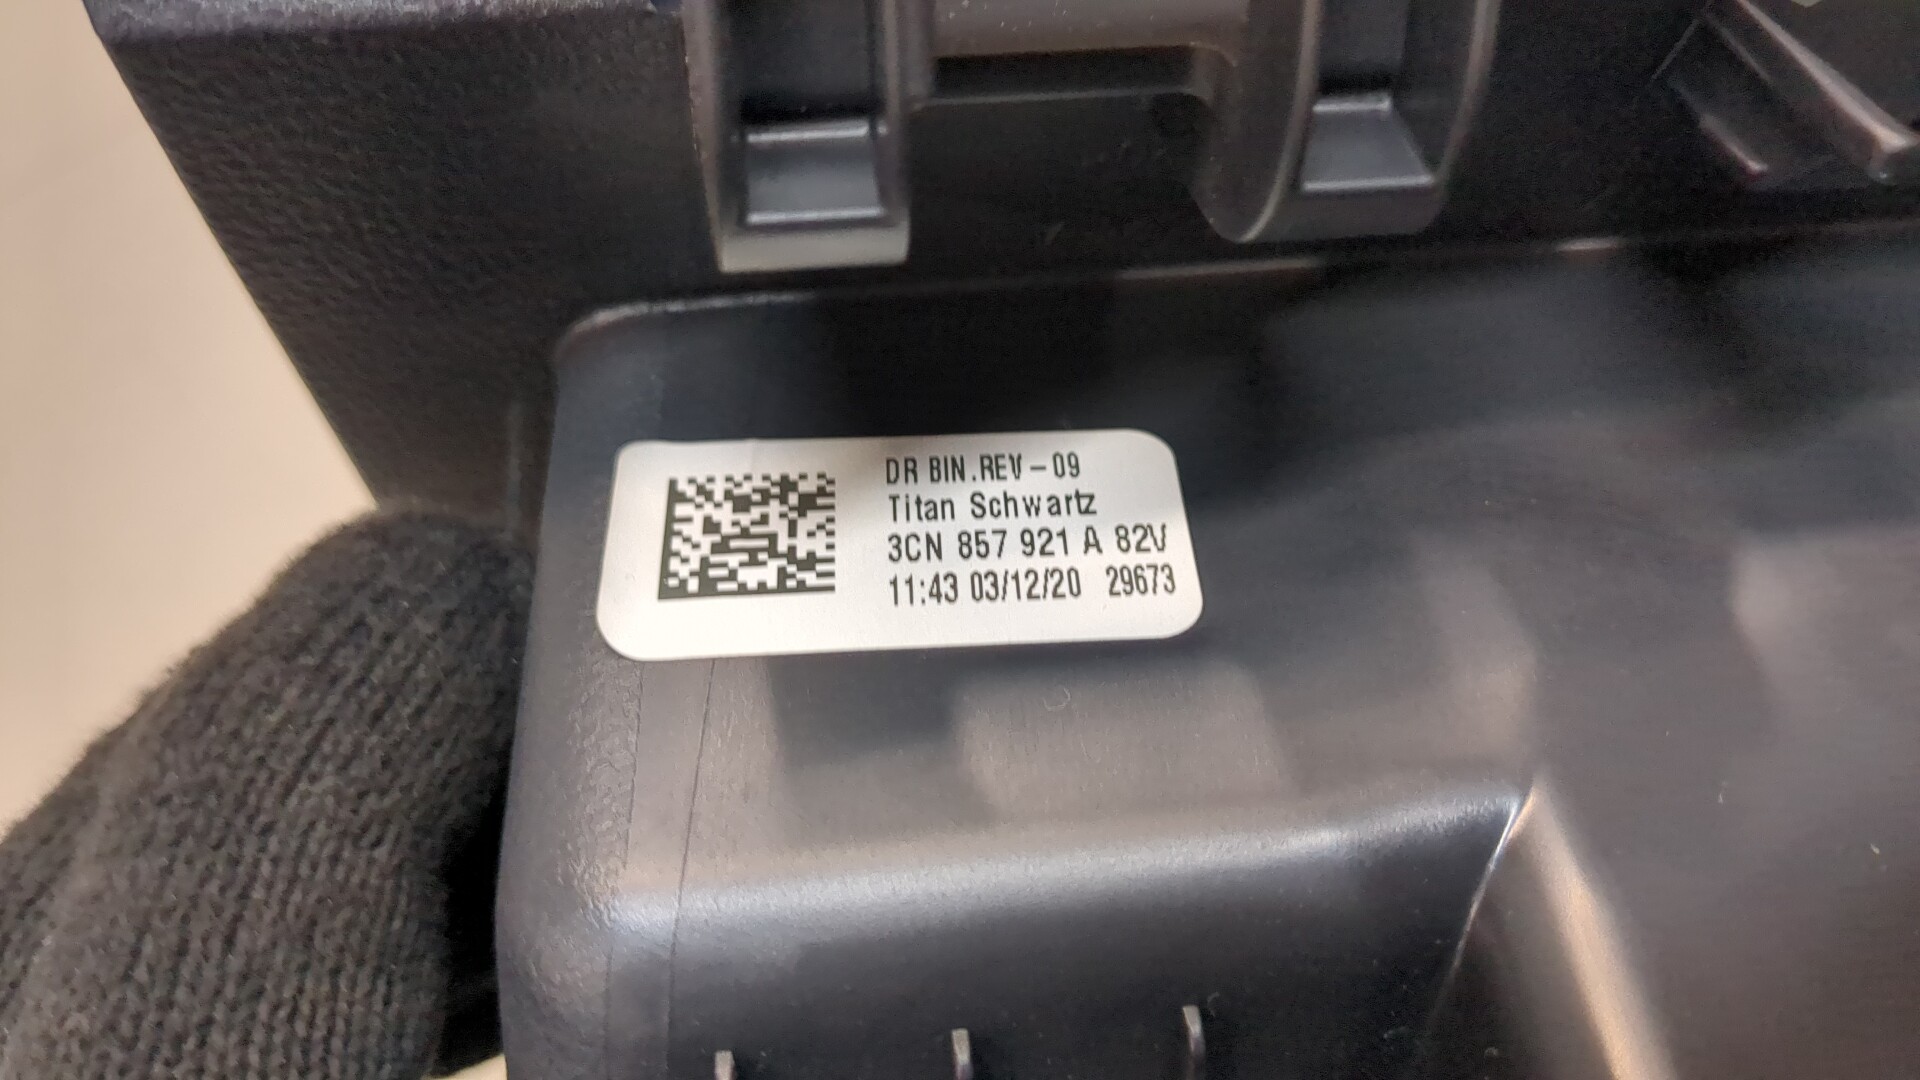 DR BIN.REV-09
Titan Schwartz
3CN 857 921 A 82V
11:43 03/12/20 29673